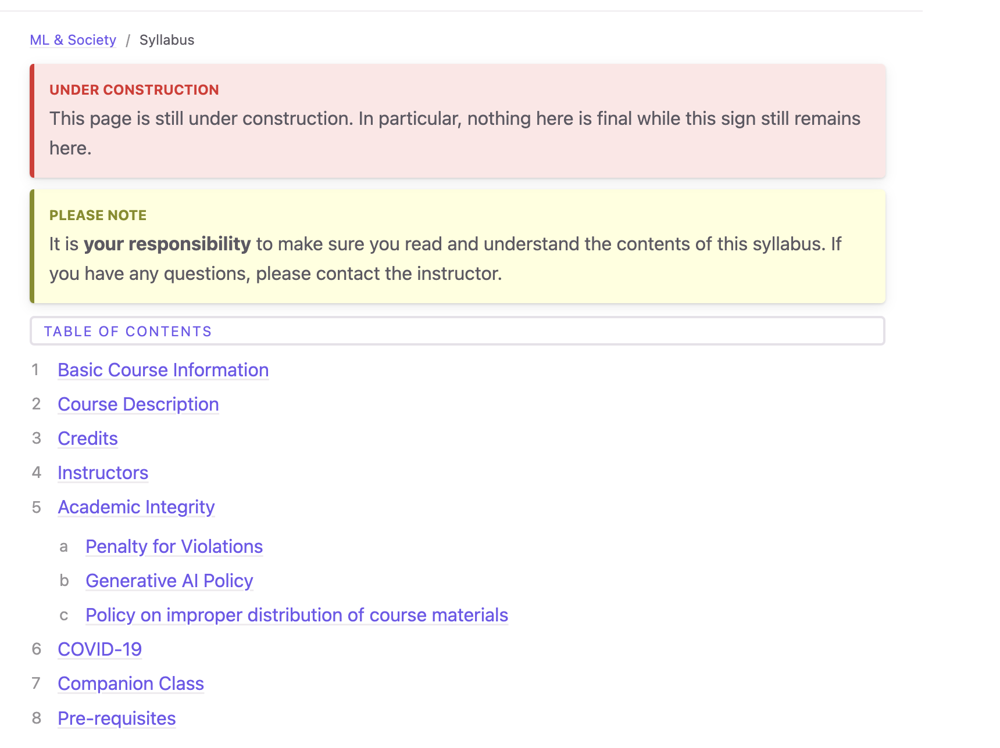 ML & Society / Syllabus
UNDER CONSTRUCTION
This page is still under construction. In particular, nothing here is final while this sign still remains
here.
PLEASE NOTE
It is your responsibility to make sure you read and understand the contents of this syllabus. If
you have any questions, please contact the instructor.
TABLE OF CONTENTS
1 Basic Course Information
2 Course Description
3 Credits
4 Instructors
5 Academic Integrity
a Penalty for Violations
b Generative AI Policy
c Policy on improper distribution of course materials
6 COVID-19
7 Companion Class
8 Pre-requisites